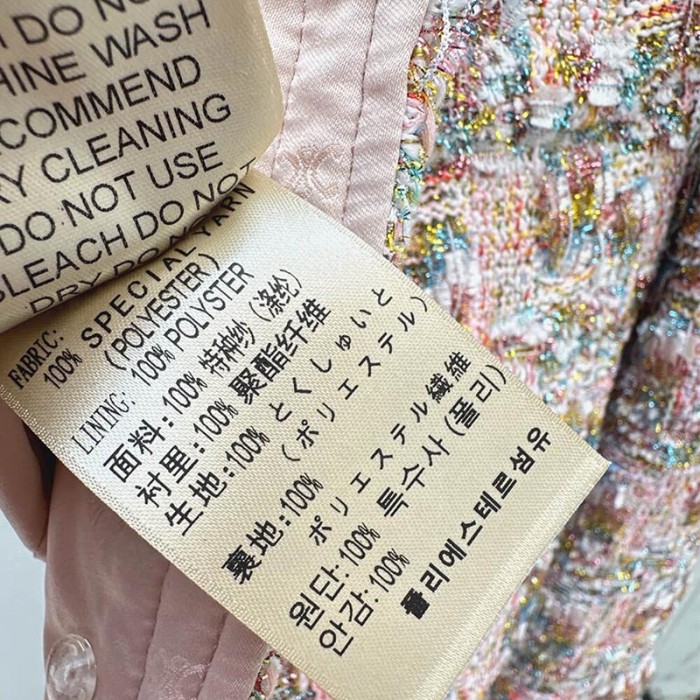 DO NO
HINE WASH
COMMEND
RY CLEANING
DO NOT USE
BLEACH DO NOT
DRY DO N
FABRIC:
100% SPECIAL YARN
(POLYESTER)
LINING: 100% POLYSTER
面料:100% 特种纱(涤纶)
衬里:100% 聚酯纤维
生地:100% とくしゅいと
(ポリエステル)
裏地:100%
ポリエステル繊維
원단: 100% 특수사(폴리)
안감: 100%
폴리에스테르섬유